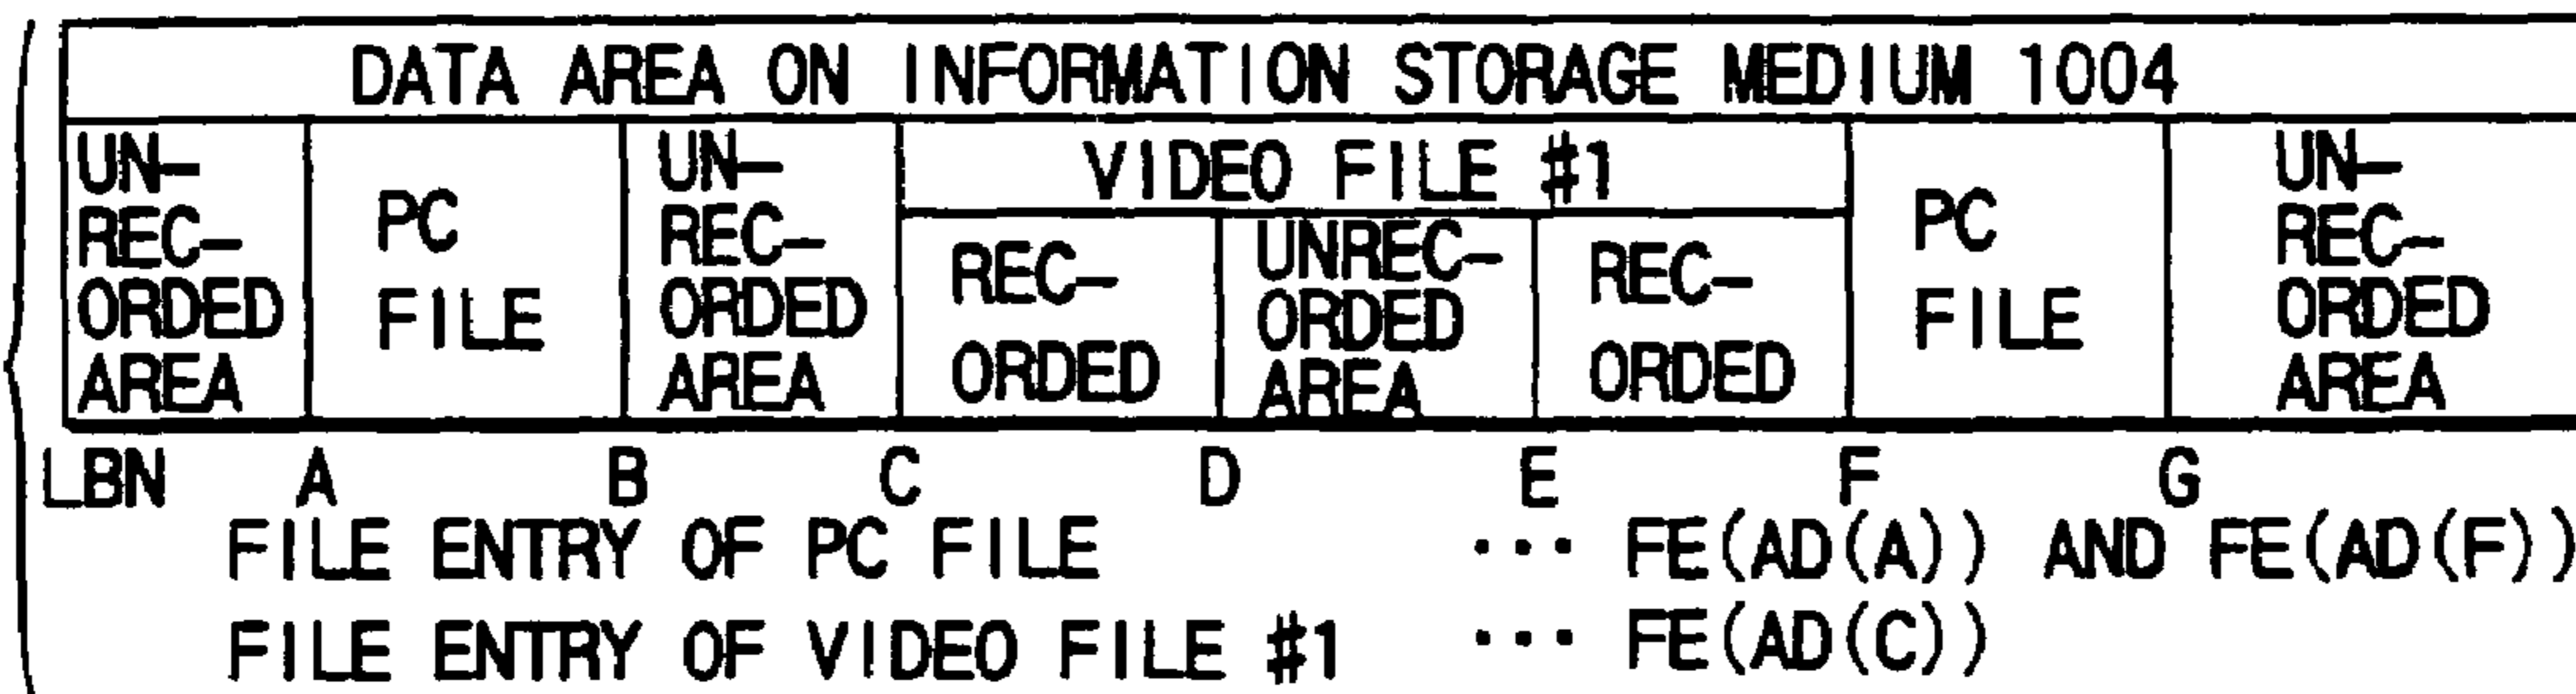 DATA AREA ON INFORMATION STORAGE MEDIUM 1004
UN-
REC-
ORDED
AREA
PC
FILE
UN-
REC-
ORDED
AREA
VIDEO FILE #1
REC-
ORDED
UNREC-
ORDED
AREA
REC-
ORDED
PC
FILE
UN-
REC-
ORDED
AREA
LBN A B C D E F G
FILE ENTRY OF PC FILE ··· FE(AD(A)) AND FE(AD(F))
FILE ENTRY OF VIDEO FILE #1 ··· FE(AD(C))